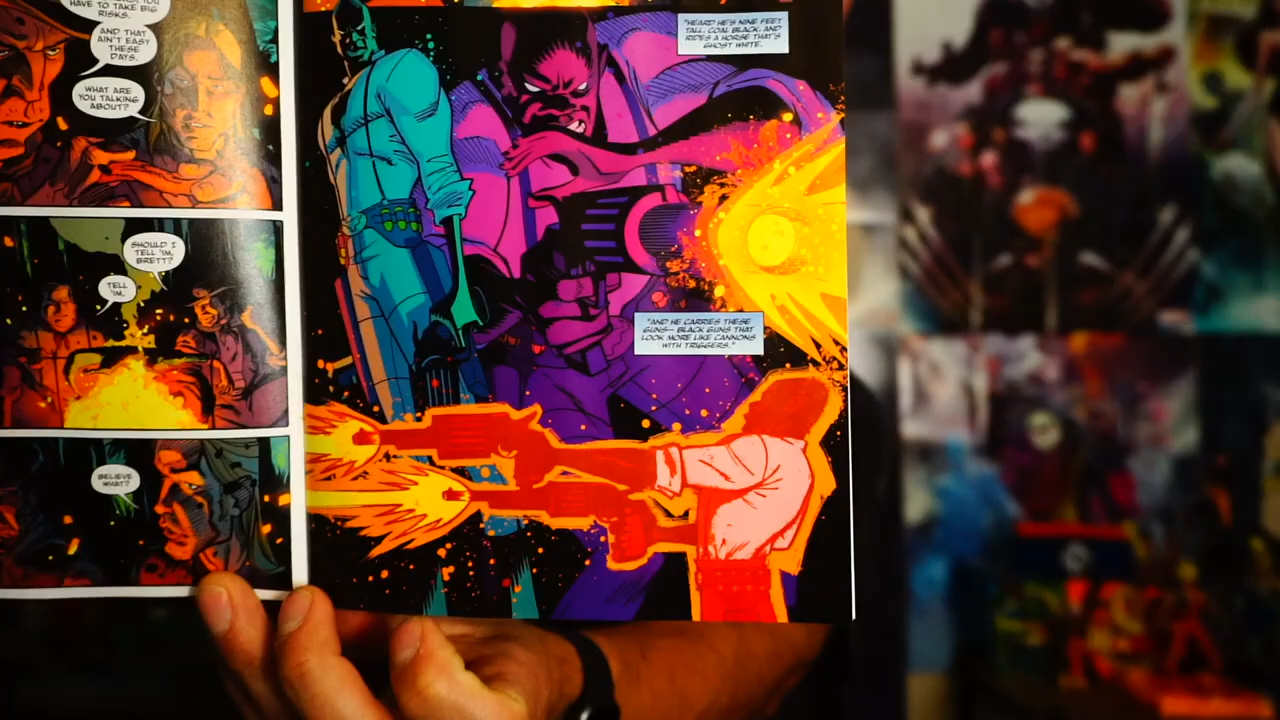 HAVE TO TAKE BIG
RISKS.
AND THAT
AIN'T EASY
THESE
DAYS.
WHAT ARE
YOU TALKING
ABOUT?
SHOULD I
TELL 'IM,
BRETT?
TELL
'IM.
BELIEVE
WHAT?
"HEARD HE'S NINE FEET
TALL, COAL BLACK, AND
RIDES A HORSE THAT'S
GHOST WHITE.
"AND HE CARRIES THESE
GUNS— BLACK GUNS THAT
LOOK MORE LIKE CANNONS
WITH TRIGGERS."